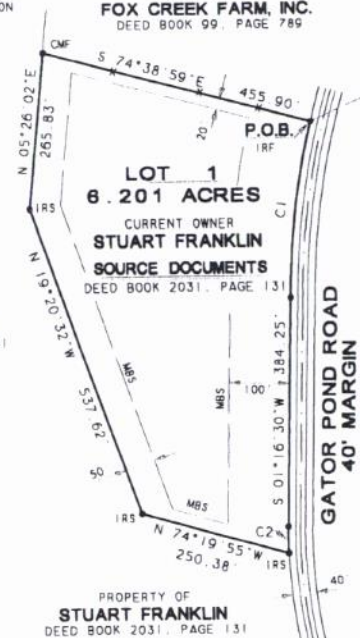 ON
FOX CREEK FARM, INC.
DEED BOOK 99, PAGE 789
CMF
S 74°38'59"E
455.90'
20
P.O.B.
IRF
N 05°26'02"E
265.83'
LOT 1
6.201 ACRES
CURRENT OWNER
STUART FRANKLIN
SOURCE DOCUMENTS
DEED BOOK 2031, PAGE 131
C1
IRS
N 19°20'32"W
537.62'
MBS
MBS
100'
S 01°16'30"W 384.25'
GATOR POND ROAD
40' MARGIN
50
MBS
IRS
N 74°19'55"W
250.38'
C2
IRS
40
PROPERTY OF
STUART FRANKLIN
DEED BOOK 2031, PAGE 131